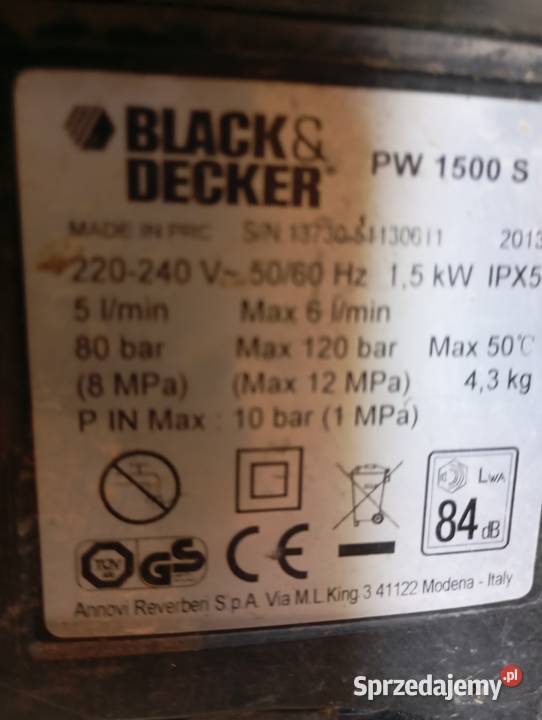 BLACK&
DECKER
PW 1500 S
MADE IN PRC S/N 2013
220-240 V~ 50/60 Hz 1,5 kW IPX5
5 l/min Max 6 l/min
80 bar Max 120 bar Max 50°C
(8 MPa) (Max 12 MPa) 4,3 kg
P IN Max : 10 bar (1 MPa)
LWA
84 dB
TÜV GS CE
Annovi Reverberi S.p.A. Via M.L.King 3 41122 Modena - Italy
Sprzedajemy.pl